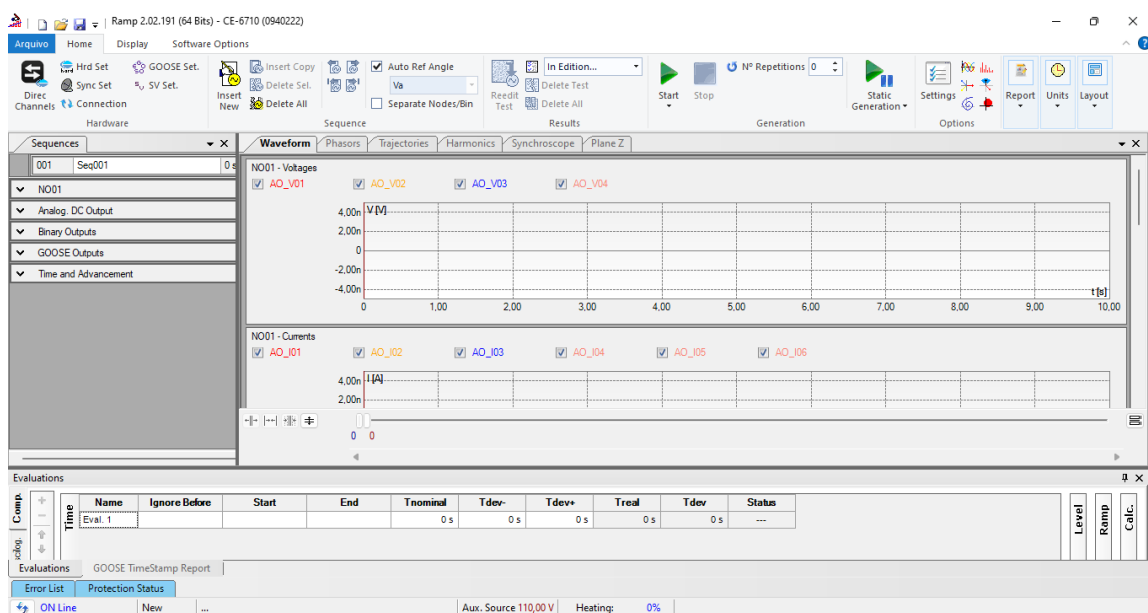 Ramp 2.02.191 (64 Bits) - CE-6710 (0940222)
Arquivo Home Display Software Options
Hrd Set GOOSE Set. Insert Copy Auto Ref Angle In Edition... Nº Repetitions 0
Sync Set SV Set. Delete Sel. Va Delete Test
Direc Channels Connection Insert New Delete All Separate Nodes/Bin Reedit Test Delete All Start Stop Static Generation Settings Report Units Layout
Hardware Sequence Results Generation Options
Sequences Waveform Phasors Trajectories Harmonics Synchroscope Plane Z
001 Seq001 0 s
NO01
Analog. DC Output
Binary Outputs
GOOSE Outputs
Time and Advancement
NO01 - Voltages
AO_V01 AO_V02 AO_V03 AO_V04
V [V]
4,00n
2,00n
0
-2,00n
-4,00n
t [s]
0 1,00 2,00 3,00 4,00 5,00 6,00 7,00 8,00 9,00 10,00
NO01 - Currents
AO_I01 AO_I02 AO_I03 AO_I04 AO_I05 AO_I06
I [A]
4,00n
2,00n
0 0
Evaluations
Comp.
Time
Name Ignore Before Start End Tnominal Tdev- Tdev+ Treal Tdev Status
Eval. 1 0 s 0 s 0 s 0 s 0 s ---
Level
Ramp
Calc.
Evaluations GOOSE TimeStamp Report
Error List Protection Status
ON Line New ... Aux. Source 110,00 V Heating: 0%